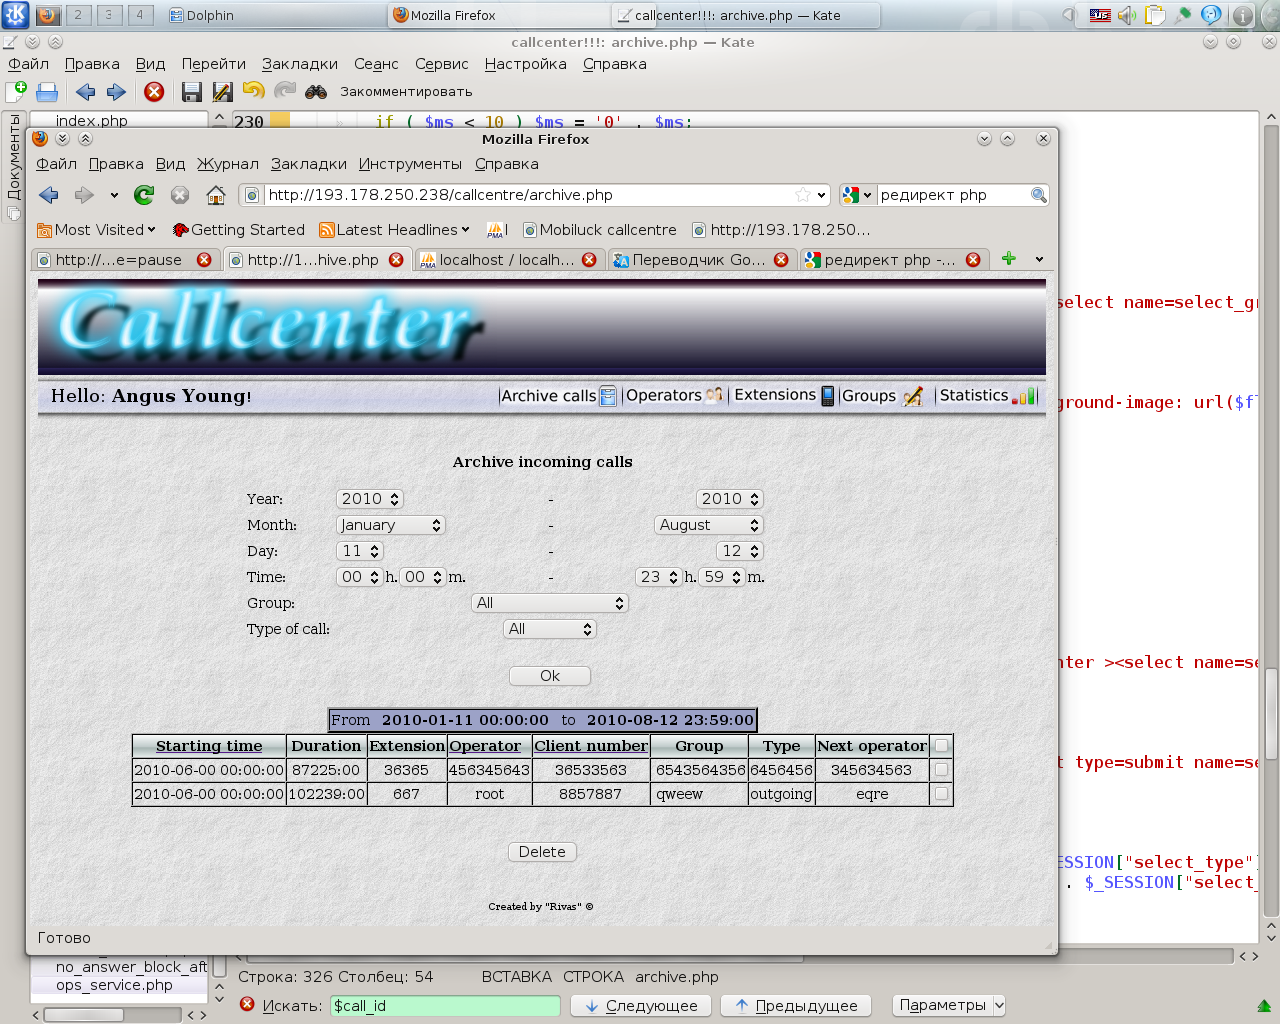 2 3 4 Dolphin Mozilla Firefox callcenter!!!: archive.php — Kate us
callcenter!!!: archive.php — Kate
Файл Правка Вид Перейти Закладки Сеанс Сервис Настройка Справка
Закомментировать
Документы
index.php
230 if ( $ms < 10 ) $ms = '0' . $ms;
Mozilla Firefox
Файл Правка Вид Журнал Закладки Инструменты Справка
http://193.178.250.238/callcentre/archive.php редирект php
Most Visited Getting Started Latest Headlines PMA l Mobiluck callcentre http://193.178.250...
http://...e=pause http://1...hive.php PMA localhost / localh... Переводчик Go... редирект php -...
Callcenter
select name=select_gr
Hello: Angus Young! Archive calls Operators Extensions Groups Statistics
ground-image: url($fl
Archive incoming calls
Year: 2010 - 2010
Month: January - August
Day: 11 - 12
Time: 00 h. 00 m. - 23 h. 59 m.
Group: All
Type of call: All
nter ><select name=se
Ok
From 2010-01-11 00:00:00 to 2010-08-12 23:59:00
Starting time Duration Extension Operator Client number Group Type Next operator
2010-06-00 00:00:00 87225:00 36365 456345643 36533563 6543564356 6456456 345634563
t type=submit name=se
2010-06-00 00:00:00 102239:00 667 root 8857887 qweew outgoing eqre
Delete
ESSION["select_type"]
. $_SESSION["select_
Created by "Rivas" ©
Готово
no_answer_block_aft
ops_service.php
Строка: 326 Столбец: 54 ВСТАВКА СТРОКА archive.php
Искать: $call_id Следующее Предыдущее Параметры